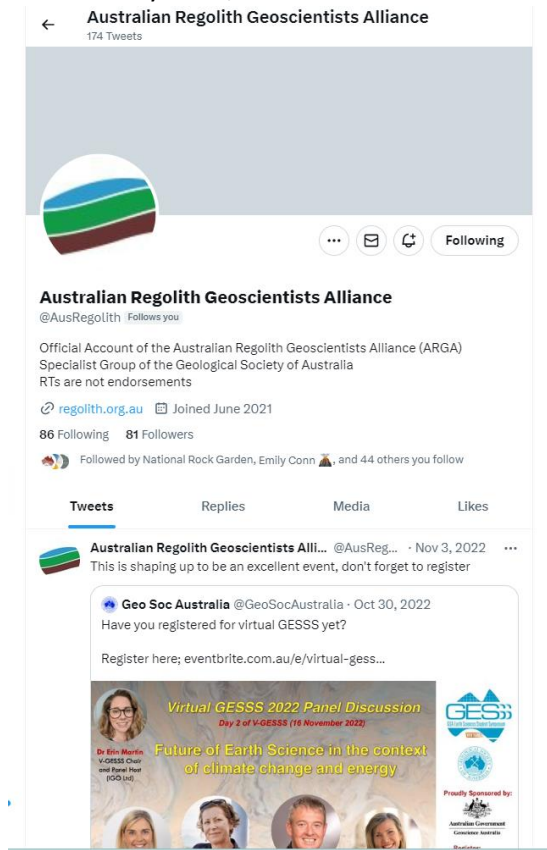 Australian Regolith Geoscientists Alliance
174 Tweets
Following
Australian Regolith Geoscientists Alliance
@AusRegolith Follows you
Official Account of the Australian Regolith Geoscientists Alliance (ARGA)
Specialist Group of the Geological Society of Australia
RTs are not endorsements
regolith.org.au Joined June 2021
86 Following 81 Followers
Followed by National Rock Garden, Emily Conn 🌋, and 44 others you follow
Tweets Replies Media Likes
Australian Regolith Geoscientists Alli... @AusReg... · Nov 3, 2022
This is shaping up to be an excellent event, don't forget to register
Geo Soc Australia @GeoSocAustralia · Oct 30, 2022
Have you registered for virtual GESSS yet?
Register here; eventbrite.com.au/e/virtual-gess...
Virtual GESSS 2022 Panel Discussion
Day 2 of V-GESSS (16 November 2022)
Future of Earth Science in the context
of climate change and energy
Dr Erin Martin
V-GESSS Chair
and Panel Host
(IGO Ltd)
Proudly Sponsored by:
Australian Government
Geoscience Australia